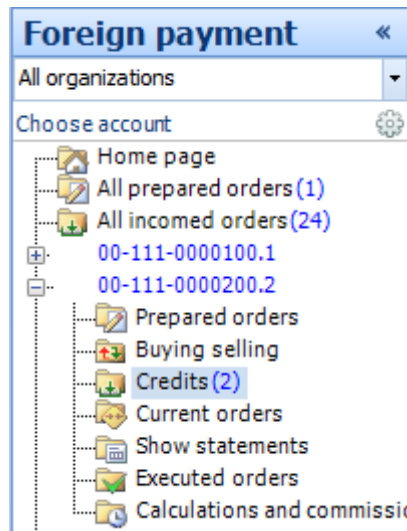 Foreign payment «
All organizations
Choose account
Home page
All prepared orders (1)
All incomed orders (24)
00-111-0000100.1
00-111-0000200.2
Prepared orders
Buying selling
Credits (2)
Current orders
Show statements
Executed orders
Calculations and commissio